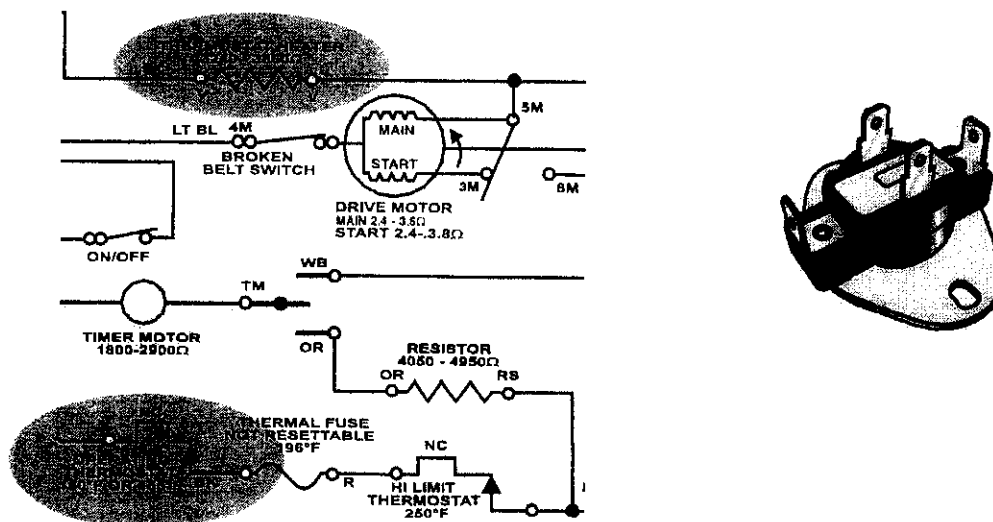 5M
LT BL 4M
MAIN
BROKEN
BELT SWITCH
START
3M
8M
DRIVE MOTOR
MAIN 2.4 - 3.5Ω
START 2.4-.3.8Ω
ON/OFF
WB
TM
TIMER MOTOR
1800-2900Ω
OR
RESISTOR
4050 - 4950Ω
OR
RS
THERMAL FUSE
NOT RESETTABLE
196°F
NC
R
HI LIMIT
THERMOSTAT
250°F